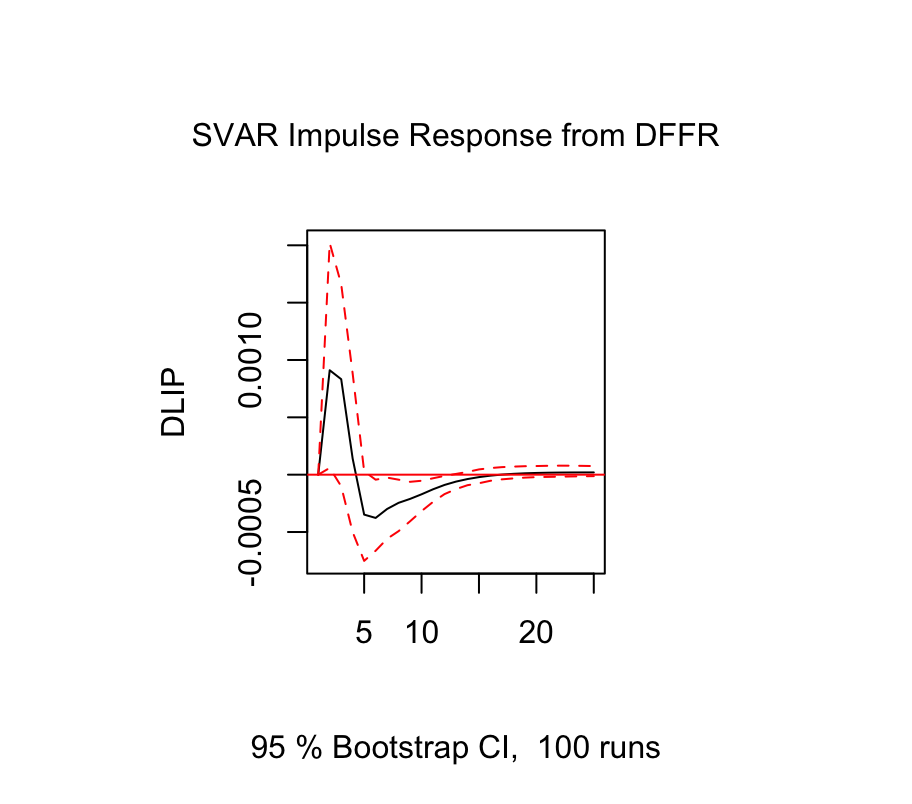 SVAR Impulse Response from DFFR
DLIP
0.0010
-0.0005
5 10 20
95 % Bootstrap CI, 100 runs